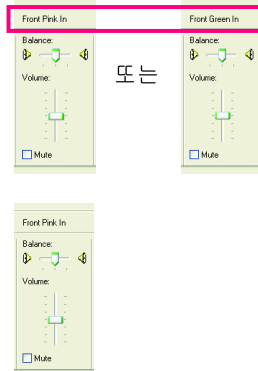 Front Pink In
Balance:
Volume:
Mute
또는
Front Green In
Balance:
Volume:
Mute
Front Pink In
Balance:
Volume:
Mute